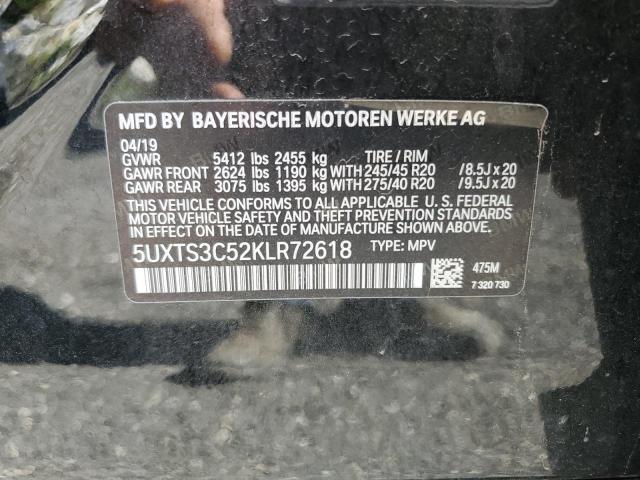 MFD BY BAYERISCHE MOTOREN WERKE AG
04/19
GVWR 5412 lbs 2455 kg TIRE / RIM
GAWR FRONT 2624 lbs 1190 kg WITH 245/45 R20 /8.5J x 20
GAWR REAR 3075 lbs 1395 kg WITH 275/40 R20 /9.5J x 20
THIS VEHICLE CONFORMS TO ALL APPLICABLE U. S. FEDERAL
MOTOR VEHICLE SAFETY AND THEFT PREVENTION STANDARDS
IN EFFECT ON THE DATE OF MANUFACTURE SHOWN ABOVE.
5UXTS3C52KLR72618 TYPE: MPV
475M
7 320 730